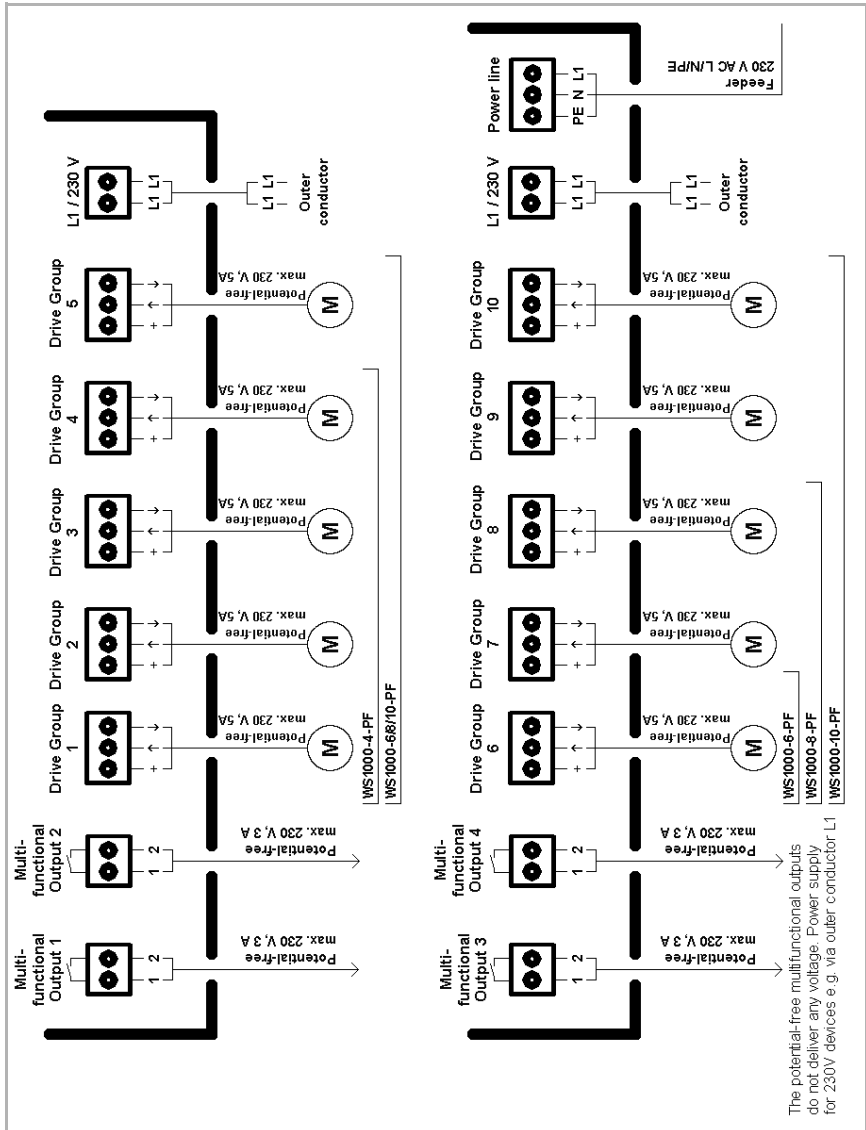 Multi-
functional
Output 1
1 2
Potential-free
max. 230 V, 3 A
Multi-
functional
Output 2
1 2
Potential-free
max. 230 V, 3 A
Drive Group
1
+ ← →
Potential-free
max. 230 V, 5A
M
Drive Group
2
+ ← →
Potential-free
max. 230 V, 5A
M
Drive Group
3
+ ← →
Potential-free
max. 230 V, 5A
M
Drive Group
4
+ ← →
Potential-free
max. 230 V, 5A
M
Drive Group
5
+ ← →
Potential-free
max. 230 V, 5A
M
L1 / 230 V
L1 L1
L1 L1
Outer
conductor
WS1000-4-PF
WS1000-6/8/10-PF
Multi-
functional
Output 3
1 2
Potential-free
max. 230 V, 3 A
Multi-
functional
Output 4
1 2
Potential-free
max. 230 V, 3 A
Drive Group
6
+ ← →
Potential-free
max. 230 V, 5A
M
Drive Group
7
+ ← →
Potential-free
max. 230 V, 5A
M
Drive Group
8
+ ← →
Potential-free
max. 230 V, 5A
M
Drive Group
9
+ ← →
Potential-free
max. 230 V, 5A
M
Drive Group
10
+ ← →
Potential-free
max. 230 V, 5A
M
L1 / 230 V
L1 L1
L1 L1
Outer
conductor
Power line
PE N L1
Feeder
230 V AC L/N/PE
WS1000-6-PF
WS1000-8-PF
WS1000-10-PF
The potential-free multifunctional outputs
do not deliver any voltage. Power supply
for 230V devices e.g. via outer conductor L1